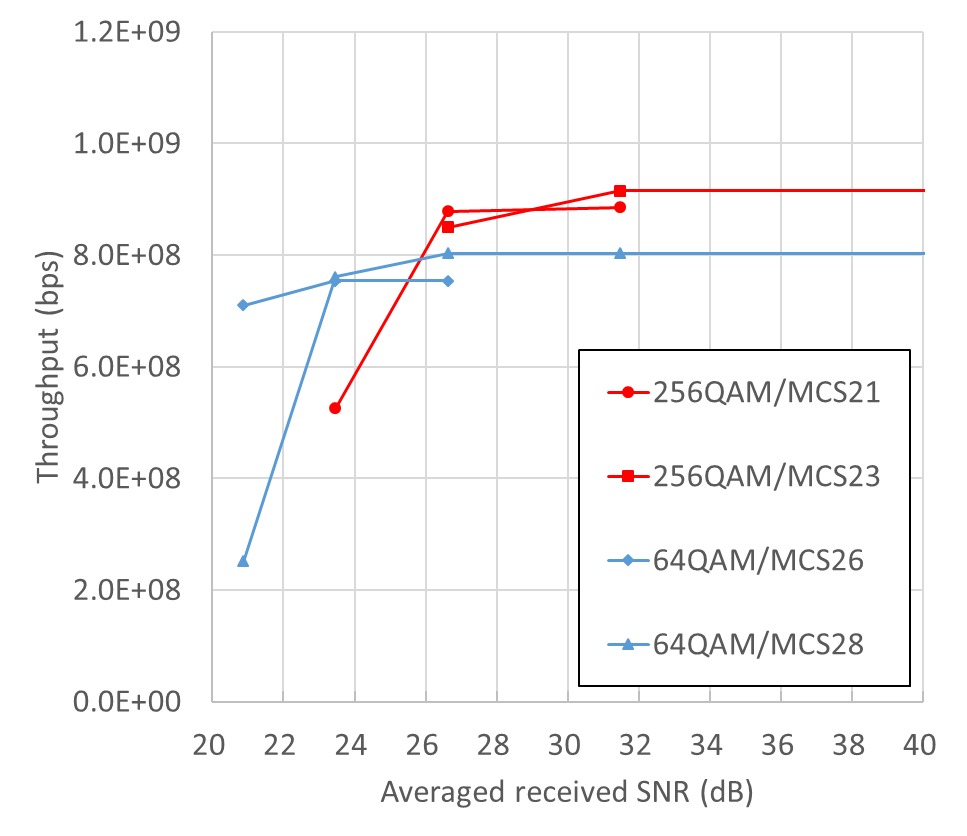 1.2E+09
1.0E+09
8.0E+08
6.0E+08
4.0E+08
2.0E+08
0.0E+00
Throughput (bps)
256QAM/MCS21
256QAM/MCS23
64QAM/MCS26
64QAM/MCS28
20 22 24 26 28 30 32 34 36 38 40
Averaged received SNR (dB)